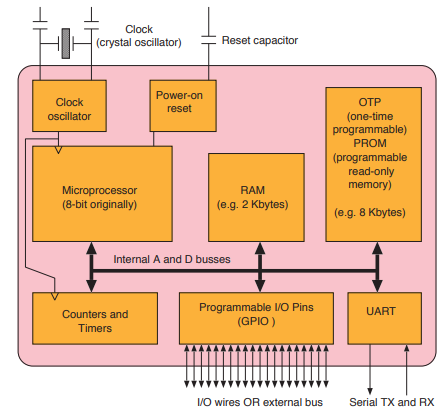 Clock
(crystal oscillator)
Reset capacitor
Clock
oscillator
Power-on
reset
OTP
(one-time
programmable)
PROM
(programmable
read-only
memory)
(e.g. 8 Kbytes)
Microprocessor
(8-bit originally)
RAM
(e.g. 2 Kbytes)
Internal A and D busses
Counters and
Timers
Programmable I/O Pins
(GPIO )
UART
I/O wires OR external bus
Serial TX and RX